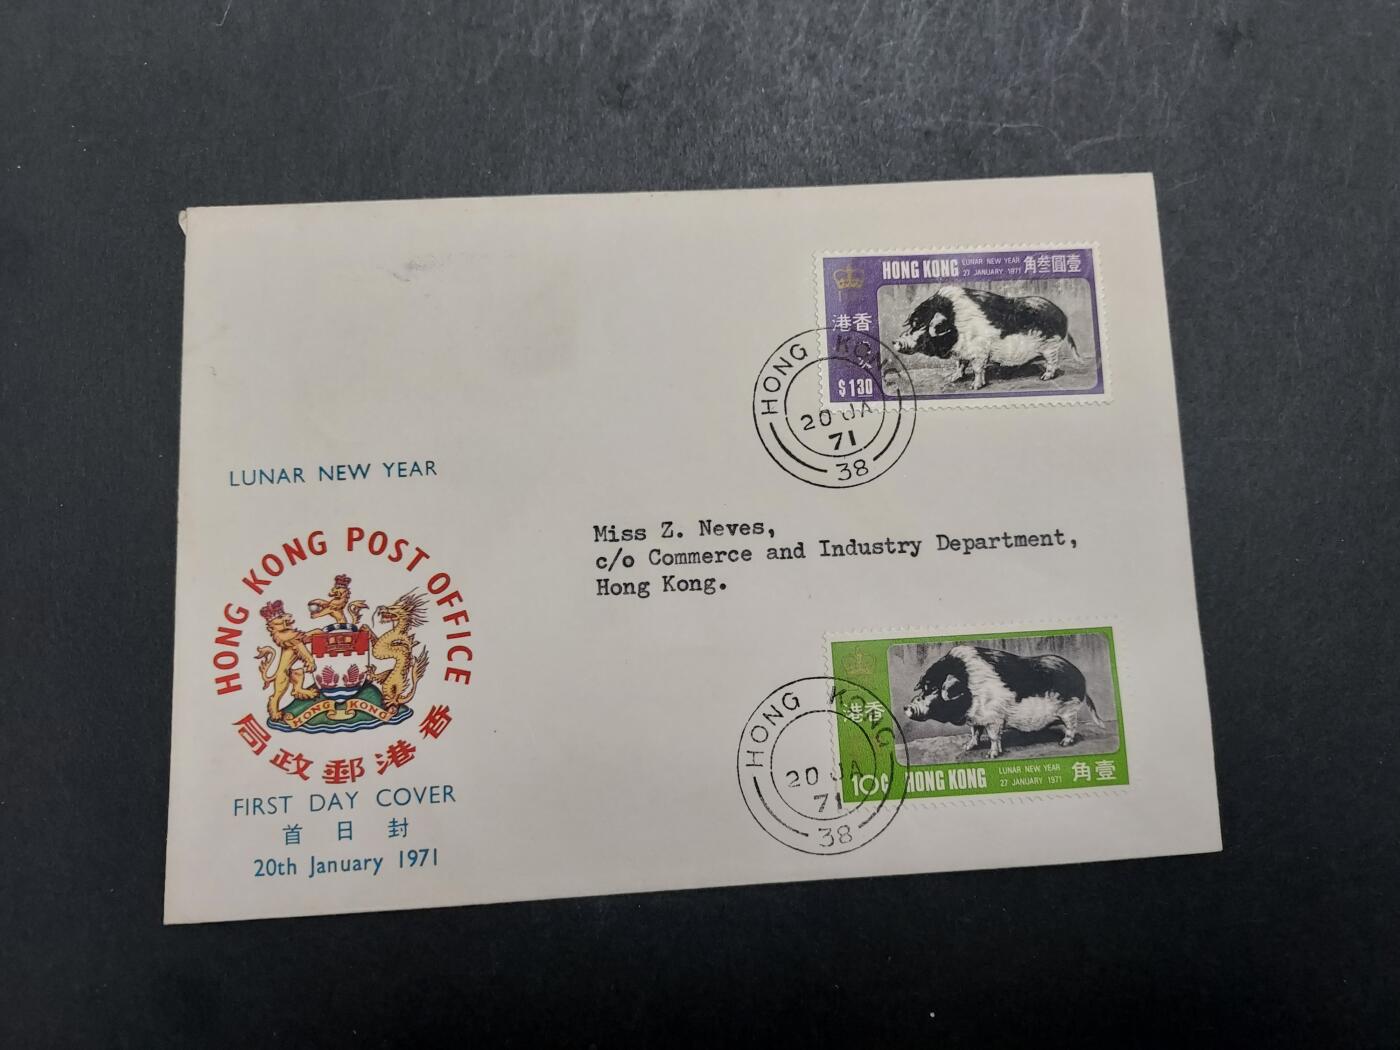 HONG KONG LUNAR NEW YEAR 27 JANUARY 1971 角叁圓壹
港香
$1.30
HONG KONG
20 JA
71
38
LUNAR NEW YEAR
Miss Z. Neves,
c/o Commerce and Industry Department,
Hong Kong.
HONG KONG POST OFFICE
HONG KONG
局政郵港香
FIRST DAY COVER
首日封
20th January 1971
港香
10¢ HONG KONG LUNAR NEW YEAR 27 JANUARY 1971 角壹
HONG KONG
20 JA
71
38